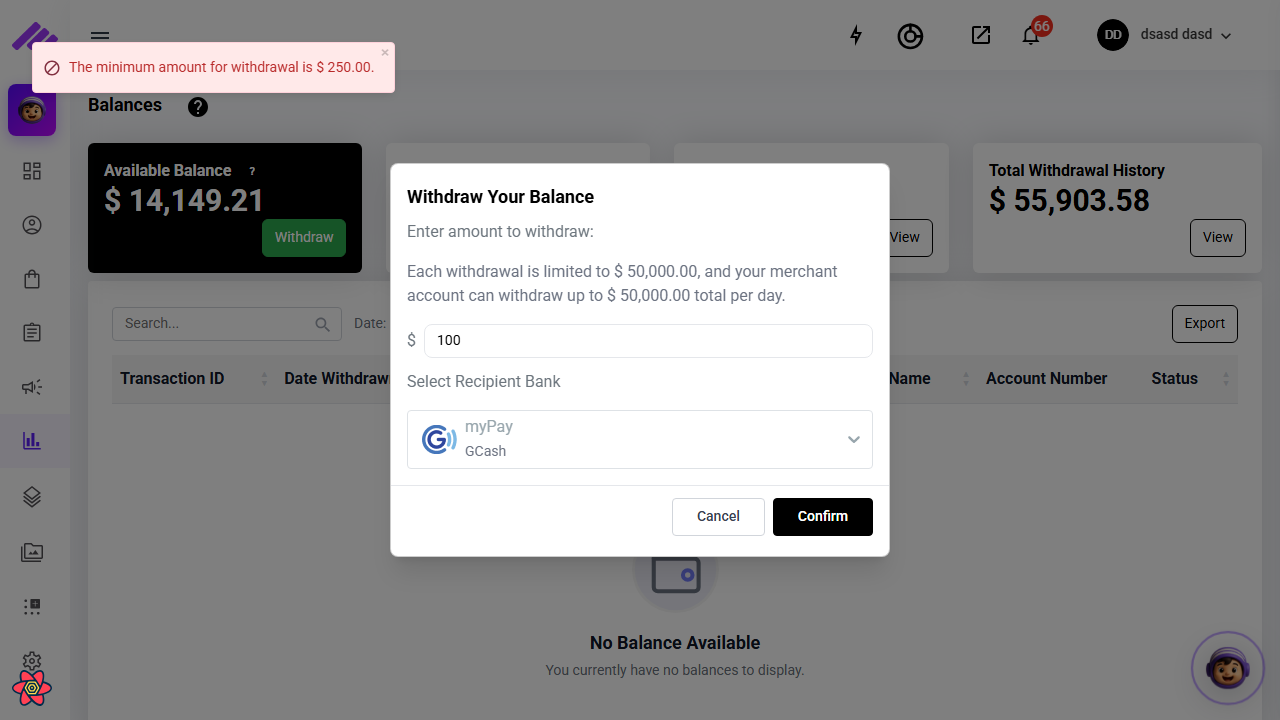 66
DD
dsasd dasd
The minimum amount for withdrawal is $ 250.00.
×
Balances
?
Available Balance ?
$ 14,149.21
Withdraw
View
Total Withdrawal History
$ 55,903.58
View
Withdraw Your Balance
Enter amount to withdraw:
Each withdrawal is limited to $ 50,000.00, and your merchant
account can withdraw up to $ 50,000.00 total per day.
$ 100
Select Recipient Bank
myPay
GCash
Cancel
Confirm
Search...
Date:
Export
Transaction ID
Date Withdraw
Name
Account Number
Status
No Balance Available
You currently have no balances to display.